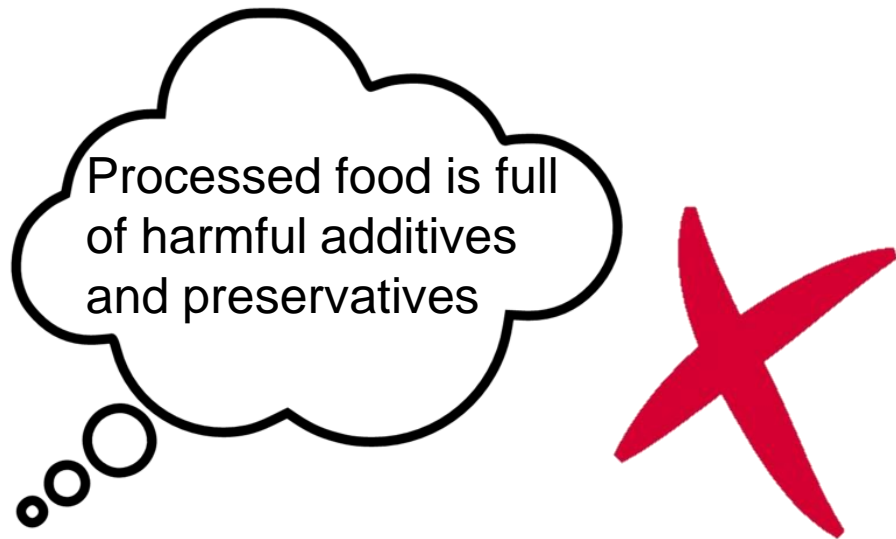 Processed food is full
of harmful additives
and preservatives